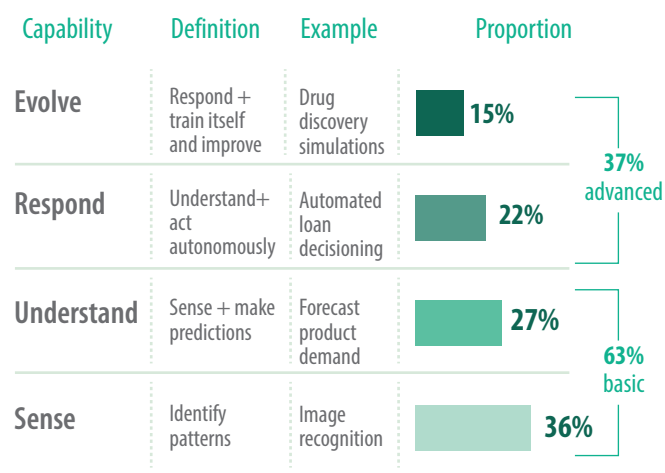 Capability Definition Example Proportion
Evolve
Respond +
train itself
and improve
Drug
discovery
simulations
15%
37%
advanced
Respond
Understand+
act
autonomously
Automated
loan
decisioning
22%
Understand
Sense + make
predictions
Forecast
product
demand
27%
63%
basic
Sense
Identify
patterns
Image
recognition
36%